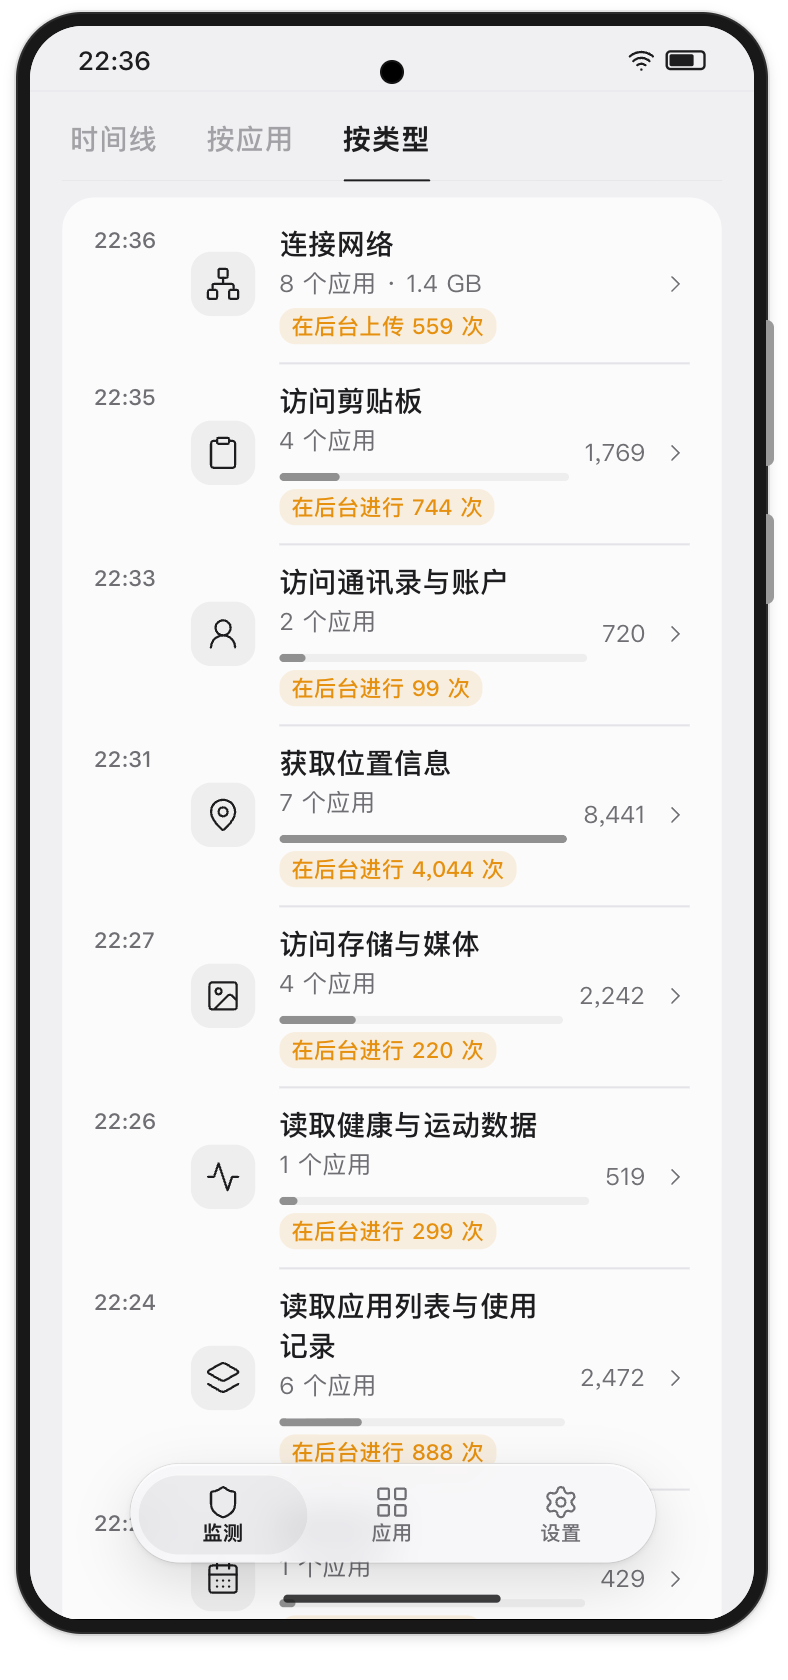 22:36
时间线 按应用 按类型
22:36
连接网络
8 个应用 · 1.4 GB
在后台上传 559 次
22:35
访问剪贴板
4 个应用
1,769
在后台进行 744 次
22:33
访问通讯录与账户
2 个应用
720
在后台进行 99 次
22:31
获取位置信息
7 个应用
8,441
在后台进行 4,044 次
22:27
访问存储与媒体
4 个应用
2,242
在后台进行 220 次
22:26
读取健康与运动数据
1 个应用
519
在后台进行 299 次
22:24
读取应用列表与使用
记录
6 个应用
2,472
在后台进行 888 次
1 个应用
429
监测 应用 设置